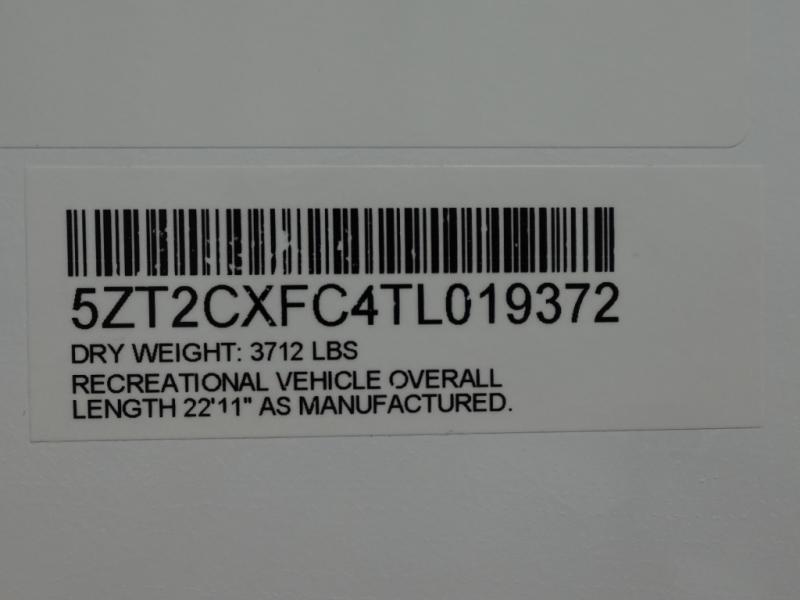 5ZT2CXFC4TL019372
DRY WEIGHT: 3712 LBS
RECREATIONAL VEHICLE OVERALL
LENGTH 22'11" AS MANUFACTURED.